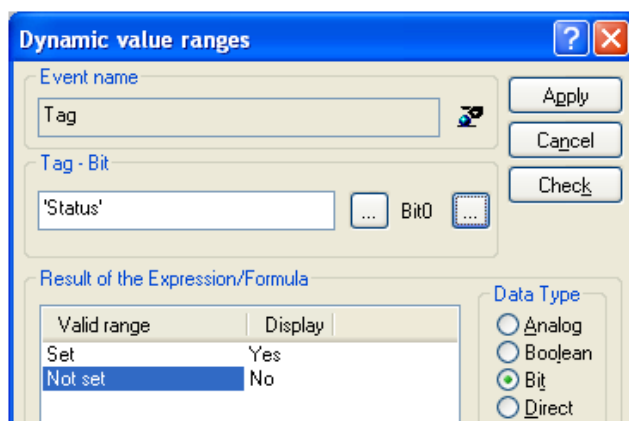 Dynamic value ranges
Event name
Tag
Apply
Cancel
Tag - Bit
Check
'Status'
...
Bit0
...
Result of the Expression/Formula
Data Type
Valid range Display
Analog
Set Yes
Boolean
Not set No
Bit
Direct